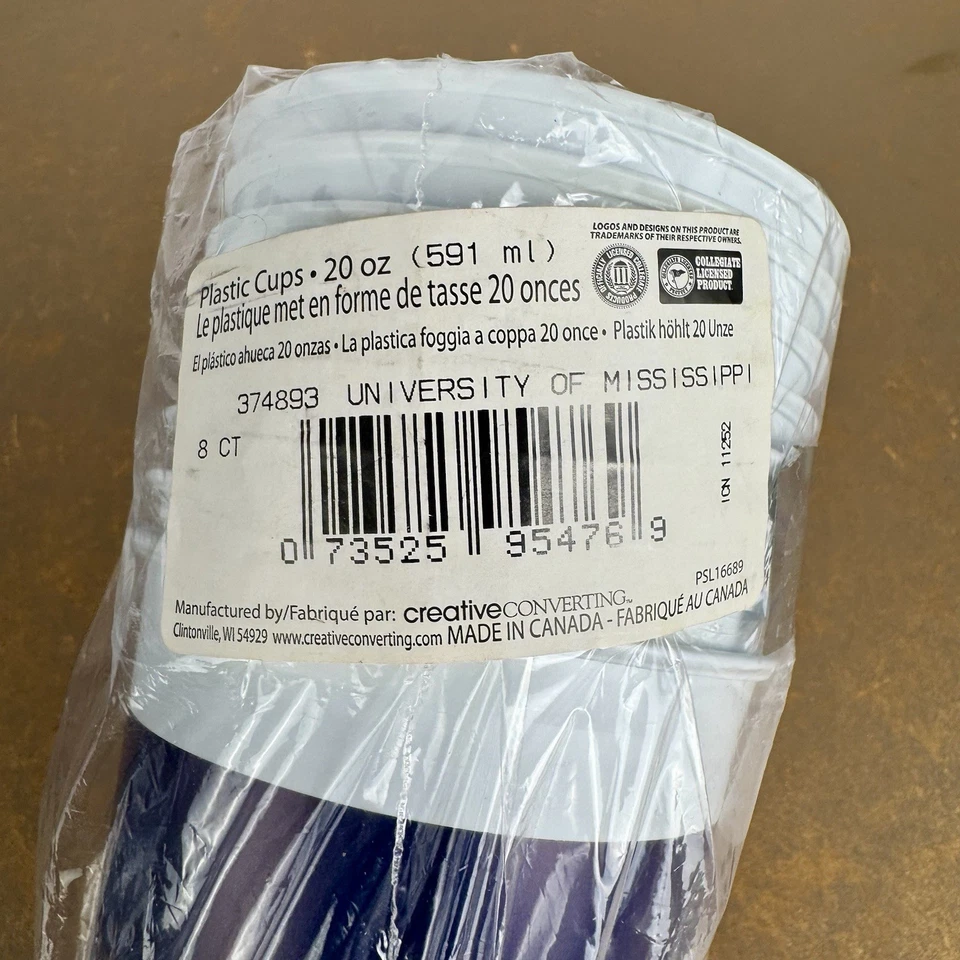 LOGOS AND DESIGNS ON THIS PRODUCT ARE
TRADEMARKS OF THEIR RESPECTIVE OWNERS.
Plastic Cups • 20 oz (591 ml)
COLLEGIATE
LICENSED
PRODUCT
Le plastique met en forme de tasse 20 onces
El plástico ahueca 20 onzas • La plastica foggia a coppa 20 once • Plastik höhlt 20 Unze
374893 UNIVERSITY OF MISSISSIPPI
8 CT
ICN 11252
0 73525 95476 9
PSL16689
Manufactured by/Fabriqué par: creativeCONVERTING™
Clintonville, WI 54929 www.creativeconverting.com MADE IN CANADA - FABRIQUÉ AU CANADA